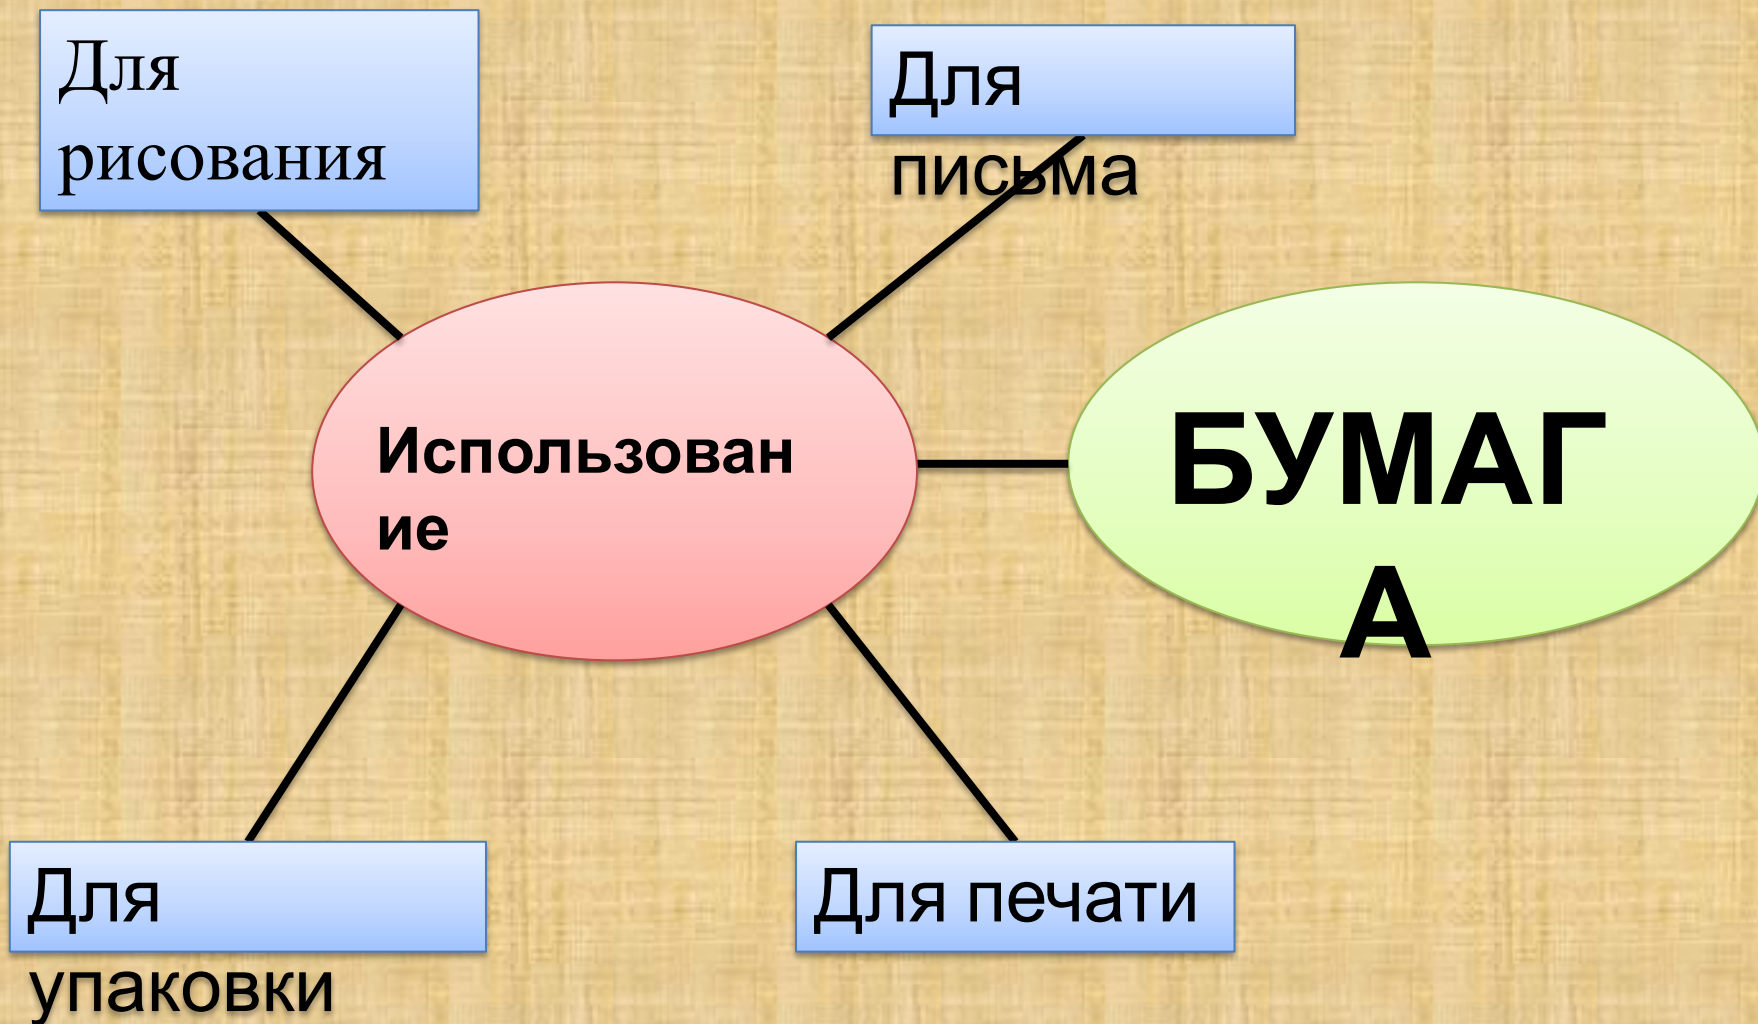 Для
рисования
Для
письма
Использован
ие
БУМАГ
А
Для
упаковки
Для печати